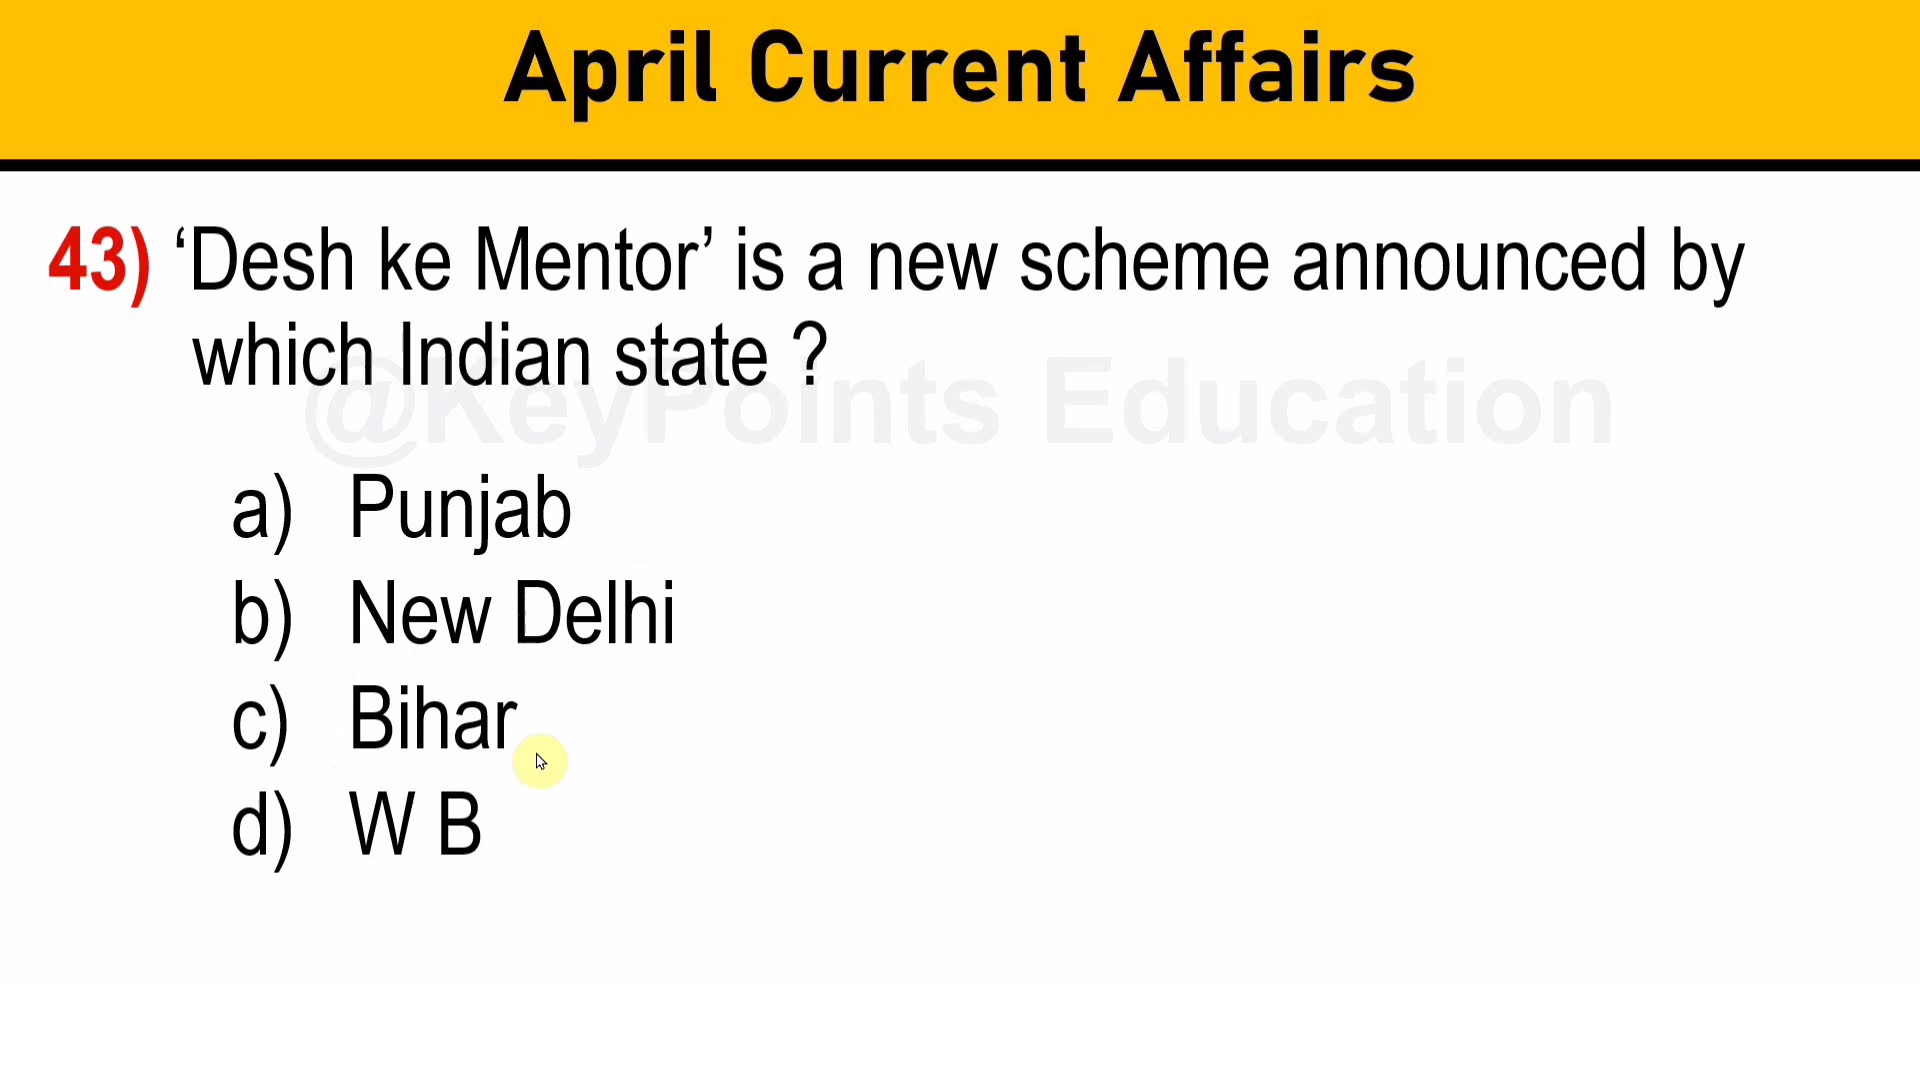 April Current Affairs
43) ‘Desh ke Mentor’ is a new scheme announced by
which Indian state ?
@KeyPoints Education
a) Punjab
b) New Delhi
c) Bihar
d) W B